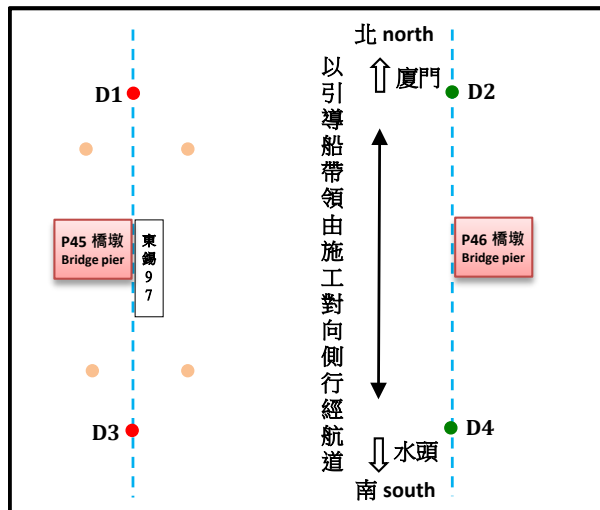 北 north
廈門
D1
D2
以引導船帶領由施工對向側行經航道
P45 橋墩
Bridge pier
東錫97
P46 橋墩
Bridge pier
D3
D4
水頭
南 south